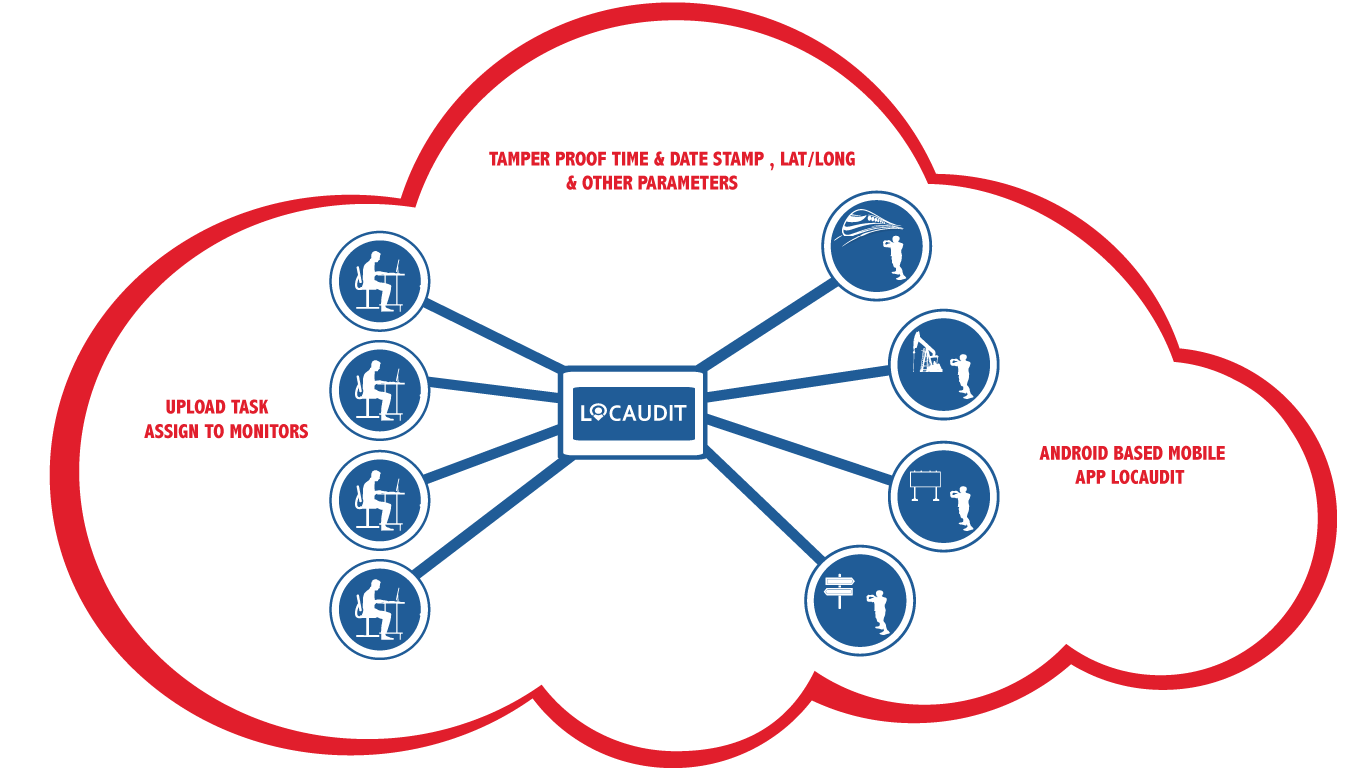 TAMPER PROOF TIME & DATE STAMP , LAT/LONG
& OTHER PARAMETERS
UPLOAD TASK
ASSIGN TO MONITORS
LOCAUDIT
ANDROID BASED MOBILE
APP LOCAUDIT